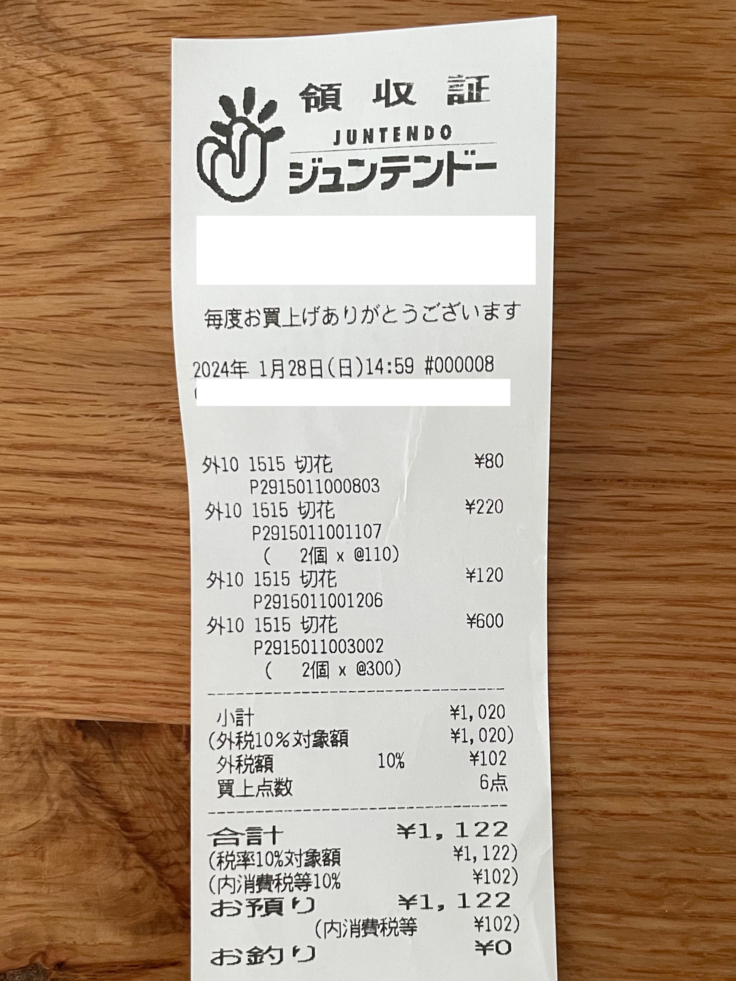 領収証
JUNTENDO
ジュンテンドー
毎度お買上げありがとうございます
2024年 1月28日(日)14:59 #000008
外10 1515 切花 ¥80
P2915011000803
外10 1515 切花 ¥220
P2915011001107
( 2個 x @110)
外10 1515 切花 ¥120
P2915011001206
外10 1515 切花 ¥600
P2915011003002
( 2個 x @300)
小計 ¥1,020
(外税10%対象額 ¥1,020)
外税額 10% ¥102
買上点数 6点
合計 ¥1,122
(税率10%対象額 ¥1,122)
(内消費税等10% ¥102)
お預り ¥1,122
(内消費税等 ¥102)
お釣り ¥0